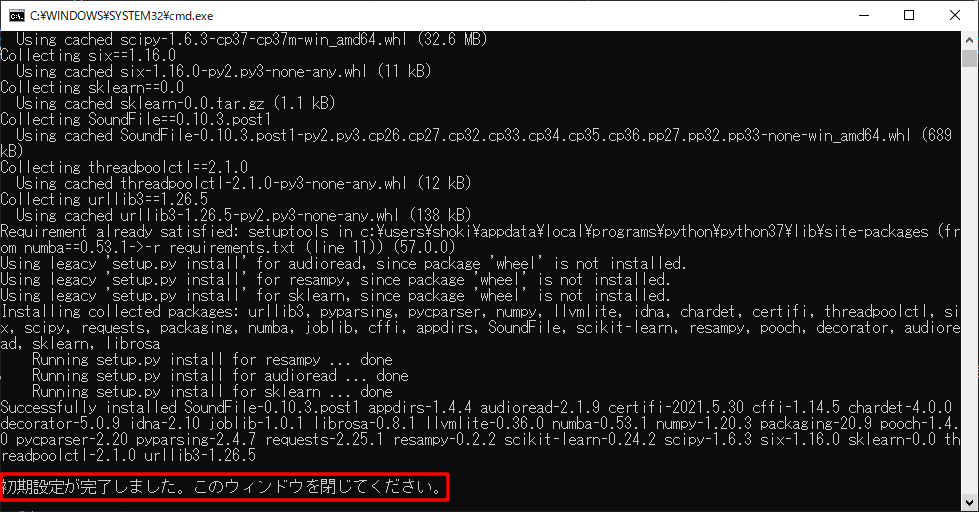 C:¥WINDOWS¥SYSTEM32¥cmd.exe
Using cached scipy-1.6.3-cp37-cp37m-win_amd64.whl (32.6 MB)
Collecting six==1.16.0
Using cached six-1.16.0-py2.py3-none-any.whl (11 kB)
Collecting sklearn==0.0
Using cached sklearn-0.0.tar.gz (1.1 kB)
Collecting SoundFile==0.10.3.post1
Using cached SoundFile-0.10.3.post1-py2.py3.cp26.cp27.cp32.cp33.cp34.cp35.cp36.pp27.pp32.pp33-none-win_amd64.whl (689
kB)
Collecting threadpoolctl==2.1.0
Using cached threadpoolctl-2.1.0-py3-none-any.whl (12 kB)
Collecting urllib3==1.26.5
Using cached urllib3-1.26.5-py2.py3-none-any.whl (138 kB)
Requirement already satisfied: setuptools in c:¥users¥shoki¥appdata¥local¥programs¥python¥python37¥lib¥site-packages (fr
om numba==0.53.1->-r requirements.txt (line 11)) (57.0.0)
Using legacy 'setup.py install' for audioread, since package 'wheel' is not installed.
Using legacy 'setup.py install' for resampy, since package 'wheel' is not installed.
Using legacy 'setup.py install' for sklearn, since package 'wheel' is not installed.
Installing collected packages: urllib3, pyparsing, pycparser, numpy, llvmlite, idna, chardet, certifi, threadpoolctl, si
x, scipy, requests, packaging, numba, joblib, cffi, appdirs, SoundFile, scikit-learn, resampy, pooch, decorator, audiore
ad, sklearn, librosa
Running setup.py install for resampy ... done
Running setup.py install for audioread ... done
Running setup.py install for sklearn ... done
Successfully installed SoundFile-0.10.3.post1 appdirs-1.4.4 audioread-2.1.9 certifi-2021.5.30 cffi-1.14.5 chardet-4.0.0
decorator-5.0.9 idna-2.10 joblib-1.0.1 librosa-0.8.1 llvmlite-0.36.0 numba-0.53.1 numpy-1.20.3 packaging-20.9 pooch-1.4.
0 pycparser-2.20 pyparsing-2.4.7 requests-2.25.1 resampy-0.2.2 scikit-learn-0.24.2 scipy-1.6.3 six-1.16.0 sklearn-0.0 th
readpoolctl-2.1.0 urllib3-1.26.5
初期設定が完了しました。このウィンドウを閉じてください。